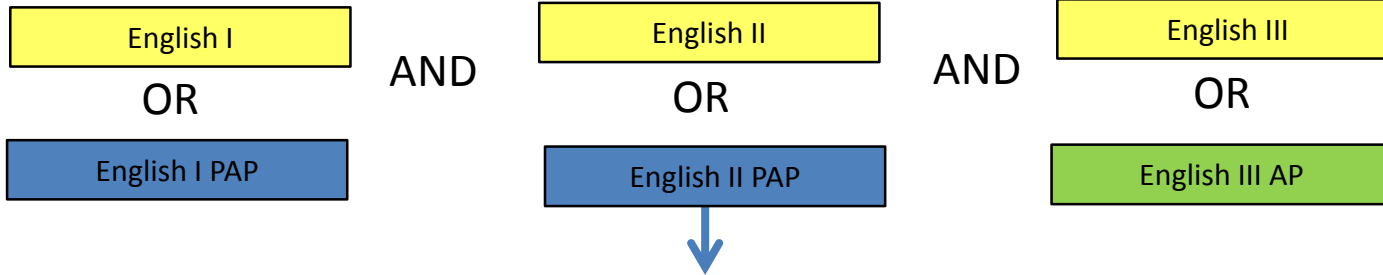 English I
English II
English III
AND
AND
OR
OR
OR
English I PAP
English II PAP
English III AP